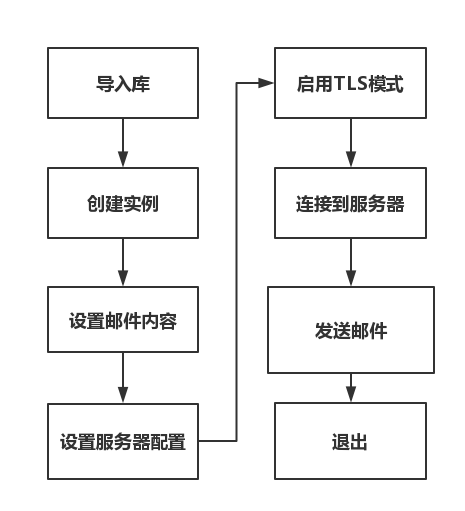 导入库
创建实例
设置邮件内容
设置服务器配置
启用TLS模式
连接到服务器
发送邮件
退出